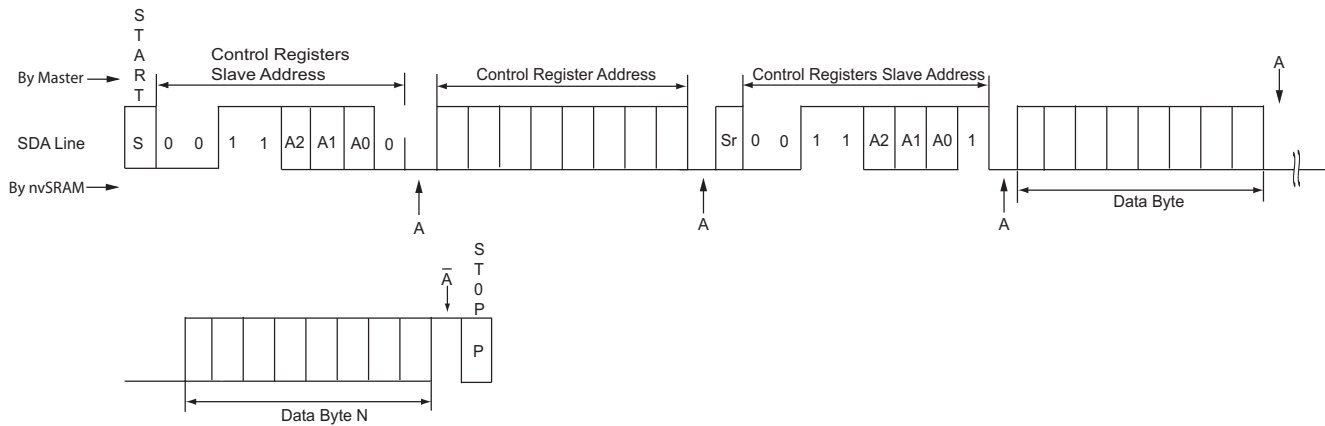 START
Control Registers
Slave Address
By Master
Control Register Address
Control Registers Slave Address
A
SDA Line
S 0 0 1 1 A2 A1 A0 0
Sr 0 0 1 1 A2 A1 A0 1
By nvSRAM
A
A
A
Data Byte
A̅
ST0P
P
Data Byte N